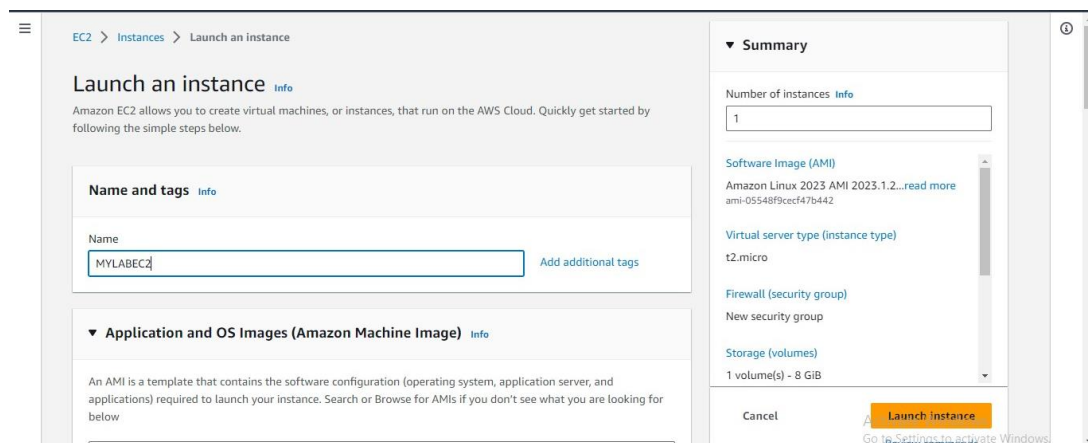 EC2 > Instances > Launch an instance
Launch an instance Info
Amazon EC2 allows you to create virtual machines, or instances, that run on the AWS Cloud. Quickly get started by
following the simple steps below.
Name and tags Info
Name
MYLABEC2
Add additional tags
Application and OS Images (Amazon Machine Image) Info
An AMI is a template that contains the software configuration (operating system, application server, and
applications) required to launch your instance. Search or Browse for AMIs if you don't see what you are looking for
below
Summary
Number of instances Info
1
Software Image (AMI)
Amazon Linux 2023 AMI 2023.1.2...read more
ami-05548f9cecf47b442
Virtual server type (instance type)
t2.micro
Firewall (security group)
New security group
Storage (volumes)
1 volume(s) - 8 GiB
Cancel
Launch instance
Go to Settings to activate Windows.